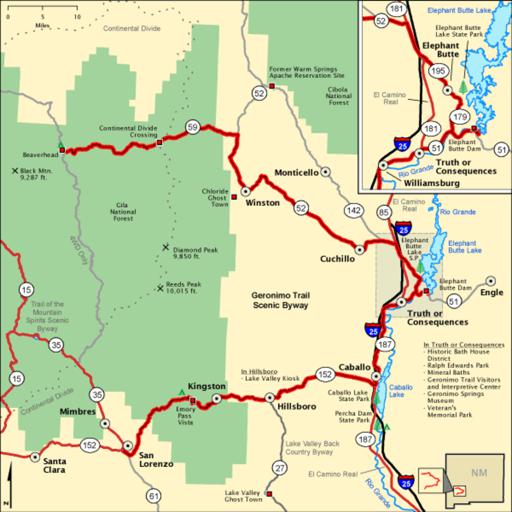 0
5
10
Miles
Continental Divide
Former Warm Springs
Apache Reservation Site
52
Cibola
National
Forest
Continental Divide
Crossing
59
Beaverhead
Black Mtn.
9,287 ft.
Chloride
Ghost
Town
Winston
Monticello
Gila
National
Forest
52
142
85
El Camino
Real
Rio Grande
25
Elephant
Butte
S.P.
Elephant
Butte Lake
Cuchillo
Diamond Peak
9,850 ft.
4WD Only
Reeds Peak
10,015 ft.
Elephant
Butte Dam
Engle
51
Truth or
Consequences
Geronimo Trail
Scenic Byway
15
Trail of the
Mountain
Spirits Scenic
Byway
35
25
187
In Truth or Consequences
- Historic Bath House
District
- Ralph Edwards Park
- Mineral Baths
- Geronimo Trail Visitors
and Interpretive Center
- Geronimo Springs
Museum
- Veteran's
Memorial Park
15
35
Continental Divide
In Hillsboro
- Lake Valley Kiosk
152
Caballo
Kingston
Emory
Pass
Vista
Hillsboro
Caballo Lake
State Park
Caballo
Lake
Percha Dam
State Park
Mimbres
152
San
Lorenzo
Santa
Clara
Lake Valley Back
Country Byway
187
27
El Camino Real
61
Lake Valley
Ghost Town
25
Rio
Grande
NM
N
181
52
Elephant Butte Lake
Elephant Butte
Lake State Park
Elephant
Butte
195
El Camino
Real
179
181
25
51
Elephant
Butte Dam
51
Truth or
Consequences
Rio Grande
Williamsburg